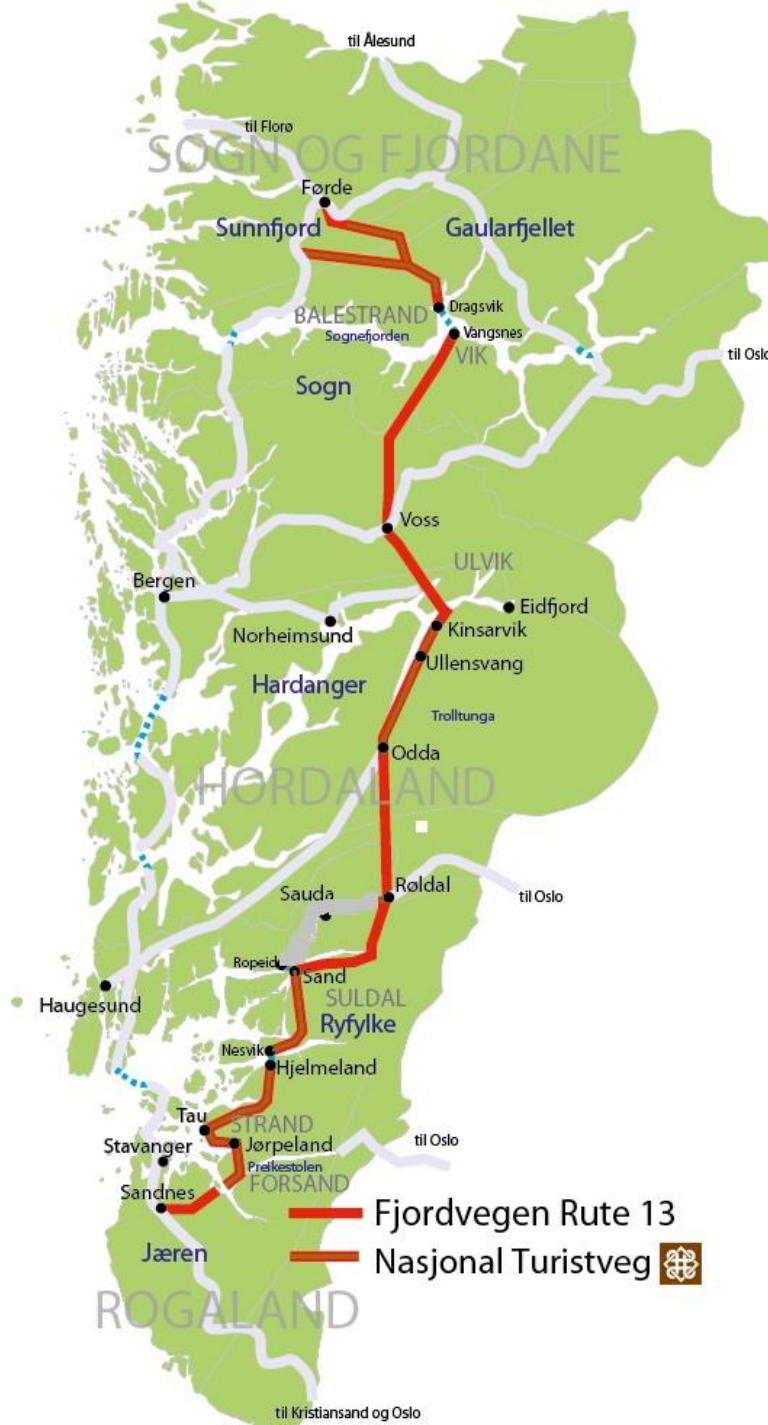 til Ålesund
til Florø
SOGN OG FJORDANE
Førde
Sunnfjord
Gaularfjellet
Dragsvik
BALESTRAND
Vangsnes
Sognefjorden
VIK
til Oslo
Sogn
Voss
ULVIK
Bergen
Eidfjord
Norheimsund
Kinsarvik
Ullensvang
Hardanger
Trolltunga
Odda
HORDALAND
Sauda
Røldal
til Oslo
Ropeid
Sand
Haugesund
SULDAL
Ryfylke
Nesvik
Hjelmeland
Tau
STRAND
Stavanger
Jørpeland
til Oslo
Preikestolen
FORSAND
Sandnes
Fjordvegen Rute 13
Jæren
Nasjonal Turistveg
ROGALAND
til Kristiansand og Oslo